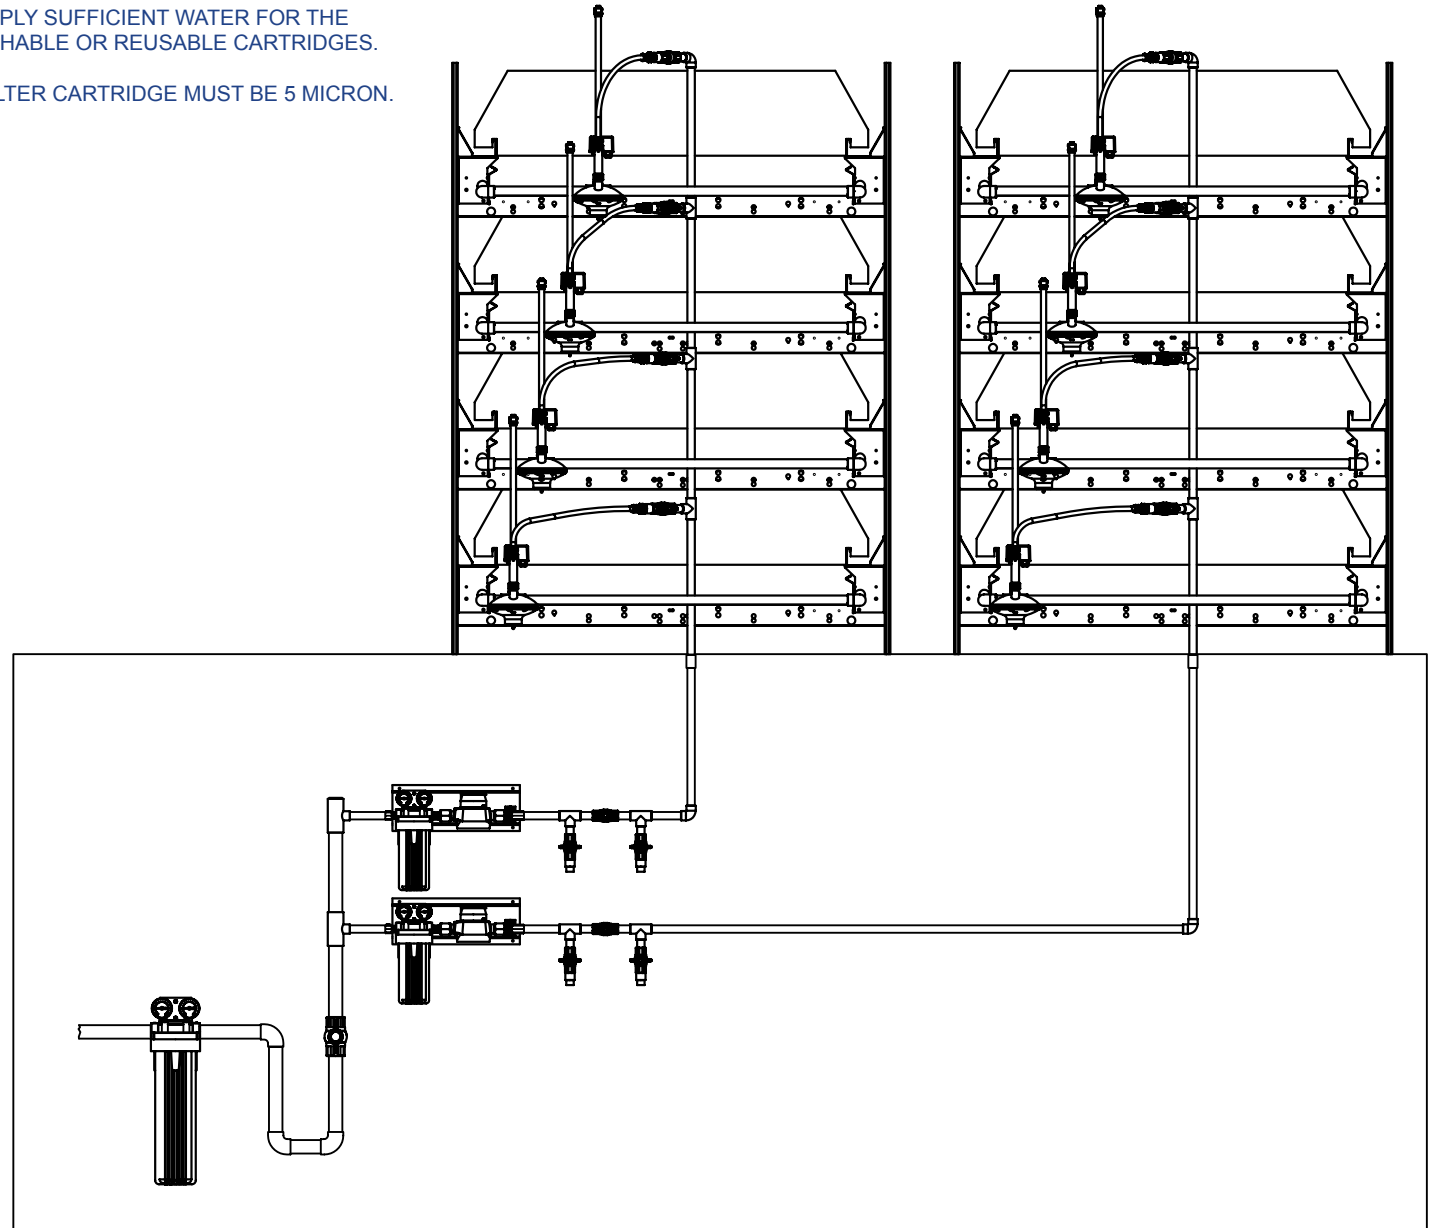 PLY SUFFICIENT WATER FOR THE
HABLE OR REUSABLE CARTRIDGES.
LTER CARTRIDGE MUST BE 5 MICRON.